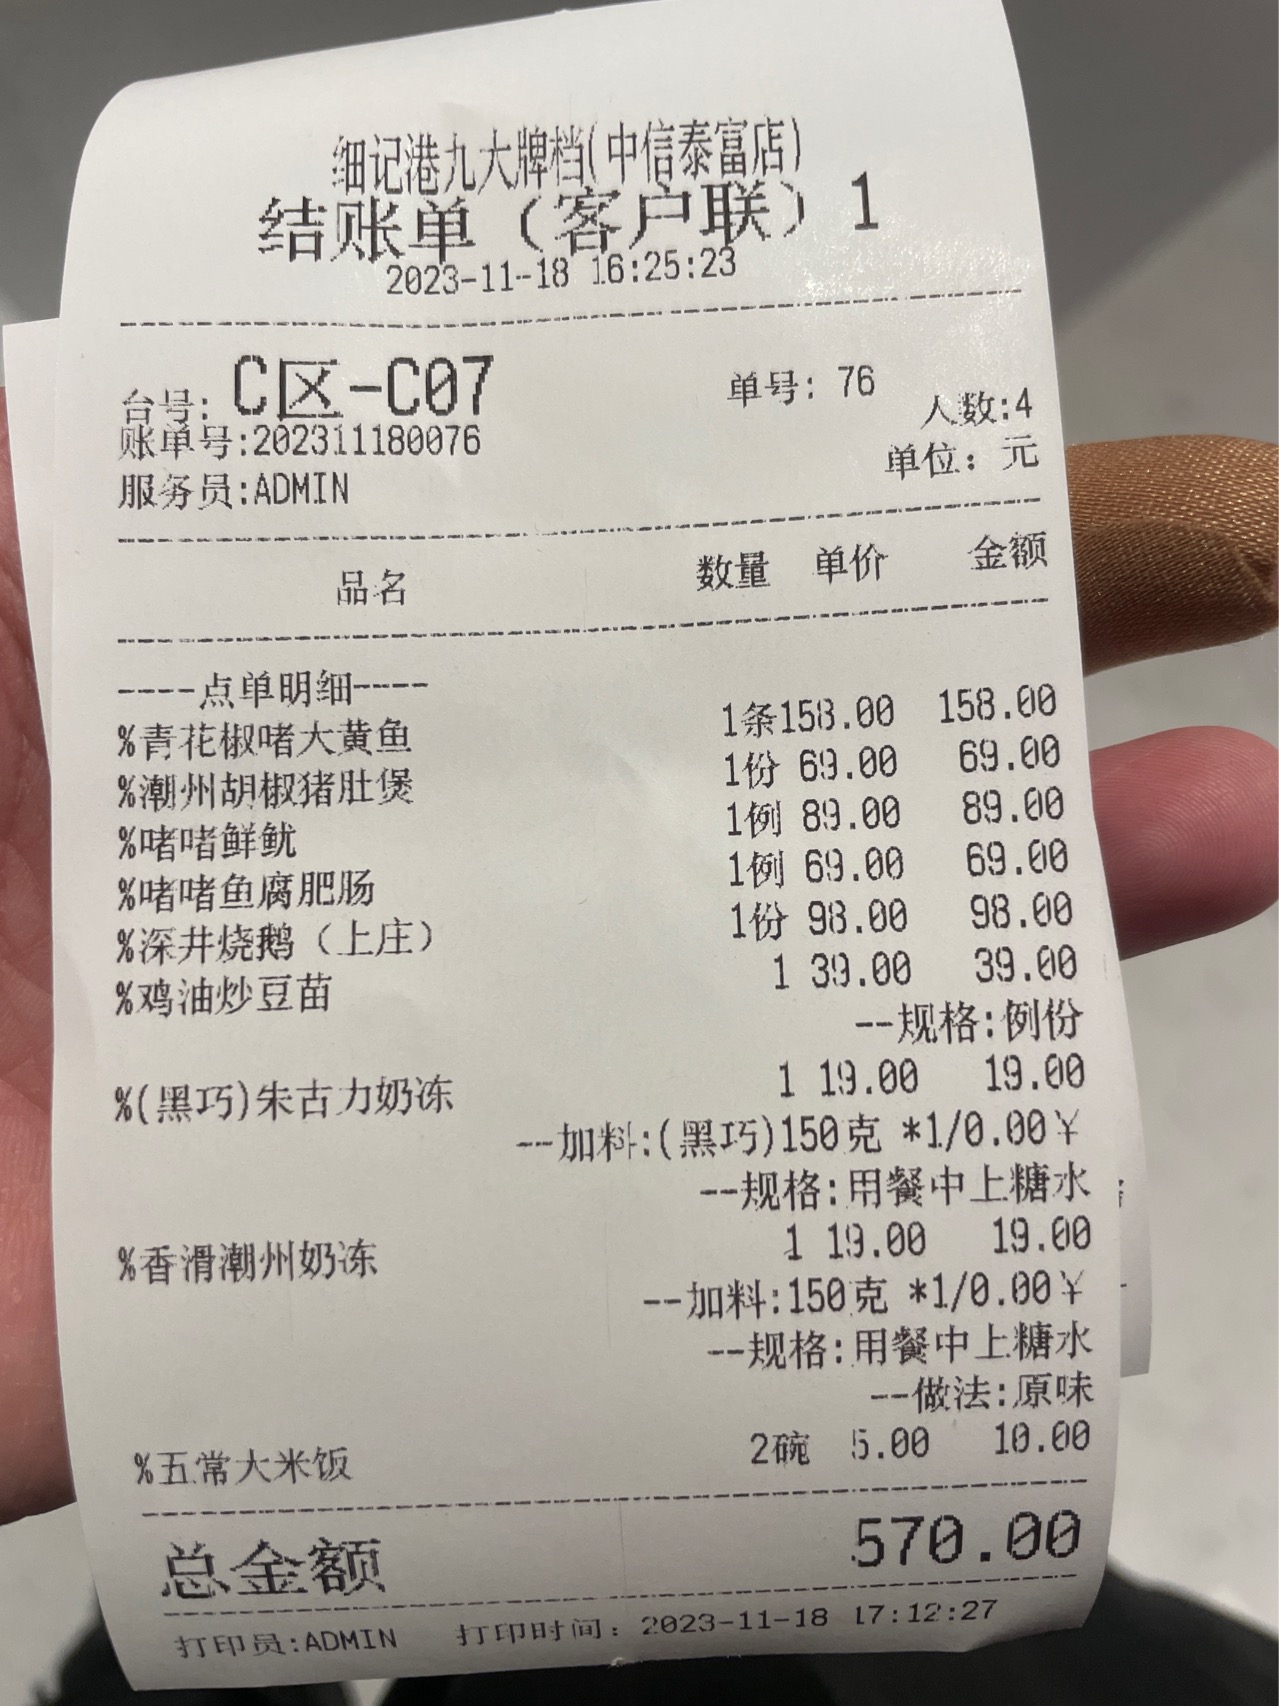 细记港九大牌档(中信泰富店)
结账单（客户联）1
2023-11-18 16:25:23
台号: C区-C07 单号: 76 人数:4
账单号:202311180076 单位: 元
服务员:ADMIN
品名 数量 单价 金额
----点单明细----
%青花椒啫大黄鱼 1条158.00 158.00
%潮州胡椒猪肚煲 1份 69.00 69.00
%啫啫鲜鱿 1例 89.00 89.00
%啫啫鱼腐肥肠 1例 69.00 69.00
%深井烧鹅（上庄） 1份 98.00 98.00
%鸡油炒豆苗 1 39.00 39.00
--规格:例份
%(黑巧)朱古力奶冻 1 19.00 19.00
--加料:(黑巧)150克 *1/0.00¥
--规格:用餐中上糖水
%香滑潮州奶冻 1 19.00 19.00
--加料:150克 *1/0.00¥
--规格:用餐中上糖水
--做法:原味
%五常大米饭 2碗 5.00 10.00
总金额 570.00
打印员:ADMIN 打印时间: 2023-11-18 17:12:27